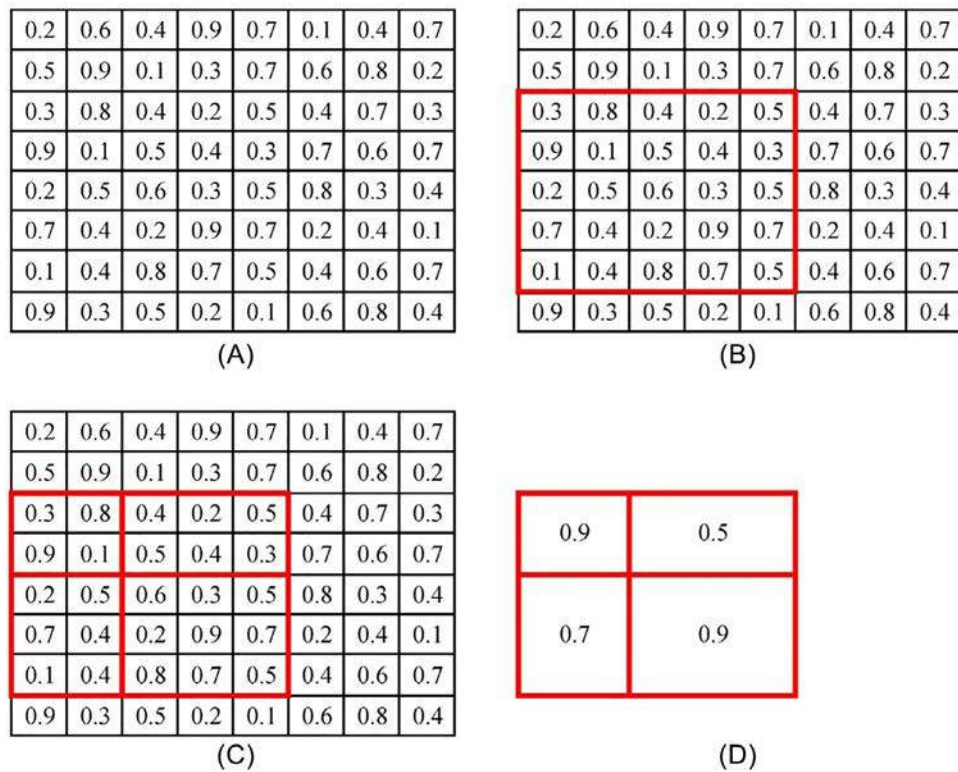 0.2 0.6 0.4 0.9 0.7 0.1 0.4 0.7
0.5 0.9 0.1 0.3 0.7 0.6 0.8 0.2
0.3 0.8 0.4 0.2 0.5 0.4 0.7 0.3
0.9 0.1 0.5 0.4 0.3 0.7 0.6 0.7
0.2 0.5 0.6 0.3 0.5 0.8 0.3 0.4
0.7 0.4 0.2 0.9 0.7 0.2 0.4 0.1
0.1 0.4 0.8 0.7 0.5 0.4 0.6 0.7
0.9 0.3 0.5 0.2 0.1 0.6 0.8 0.4
(A)
0.2 0.6 0.4 0.9 0.7 0.1 0.4 0.7
0.5 0.9 0.1 0.3 0.7 0.6 0.8 0.2
0.3 0.8 0.4 0.2 0.5 0.4 0.7 0.3
0.9 0.1 0.5 0.4 0.3 0.7 0.6 0.7
0.2 0.5 0.6 0.3 0.5 0.8 0.3 0.4
0.7 0.4 0.2 0.9 0.7 0.2 0.4 0.1
0.1 0.4 0.8 0.7 0.5 0.4 0.6 0.7
0.9 0.3 0.5 0.2 0.1 0.6 0.8 0.4
(B)
0.2 0.6 0.4 0.9 0.7 0.1 0.4 0.7
0.5 0.9 0.1 0.3 0.7 0.6 0.8 0.2
0.3 0.8 0.4 0.2 0.5 0.4 0.7 0.3
0.9 0.1 0.5 0.4 0.3 0.7 0.6 0.7
0.2 0.5 0.6 0.3 0.5 0.8 0.3 0.4
0.7 0.4 0.2 0.9 0.7 0.2 0.4 0.1
0.1 0.4 0.8 0.7 0.5 0.4 0.6 0.7
0.9 0.3 0.5 0.2 0.1 0.6 0.8 0.4
(C)
0.9 0.5
0.7 0.9
(D)